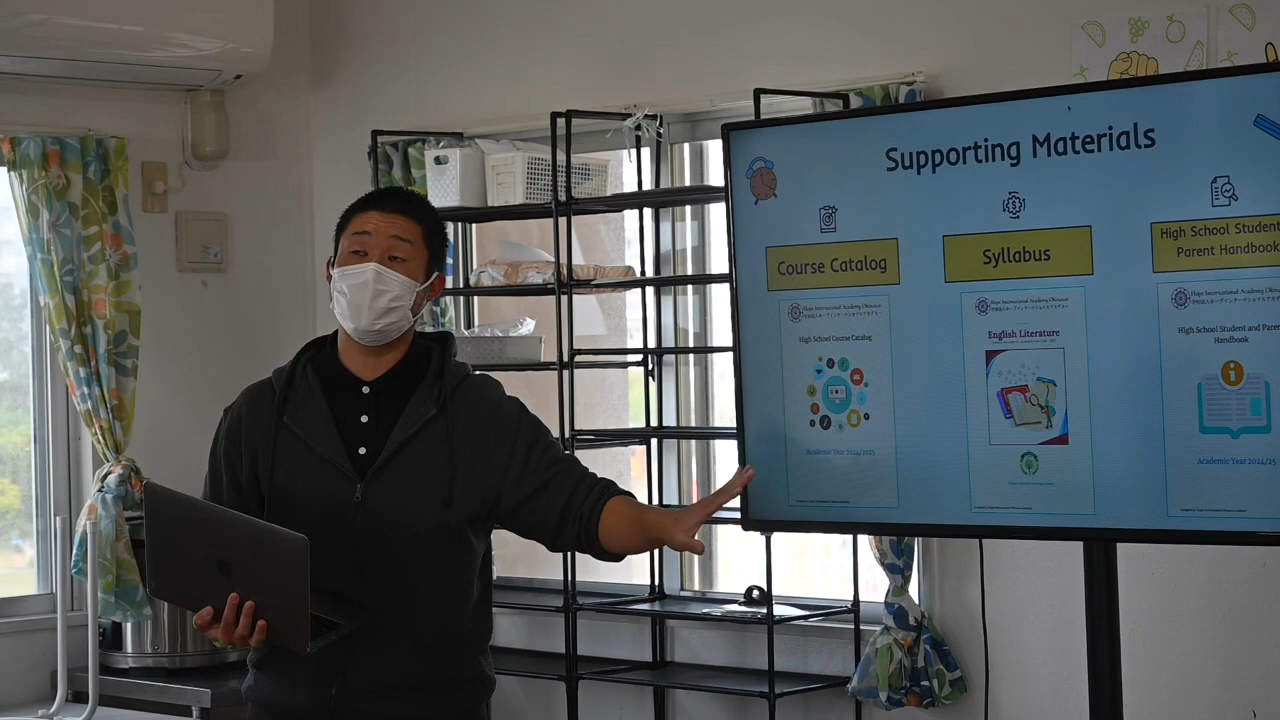 Supporting Materials
Course Catalog
Syllabus
High School Student
Parent Handbook
Hope International Academy Okinawa
High School Course Catalog
Academic Year 2024/2025
Hope International Academy Okinawa
English Literature
Hope International Academy Okinawa
High School Student and Parent
Handbook
Academic Year 2024/25